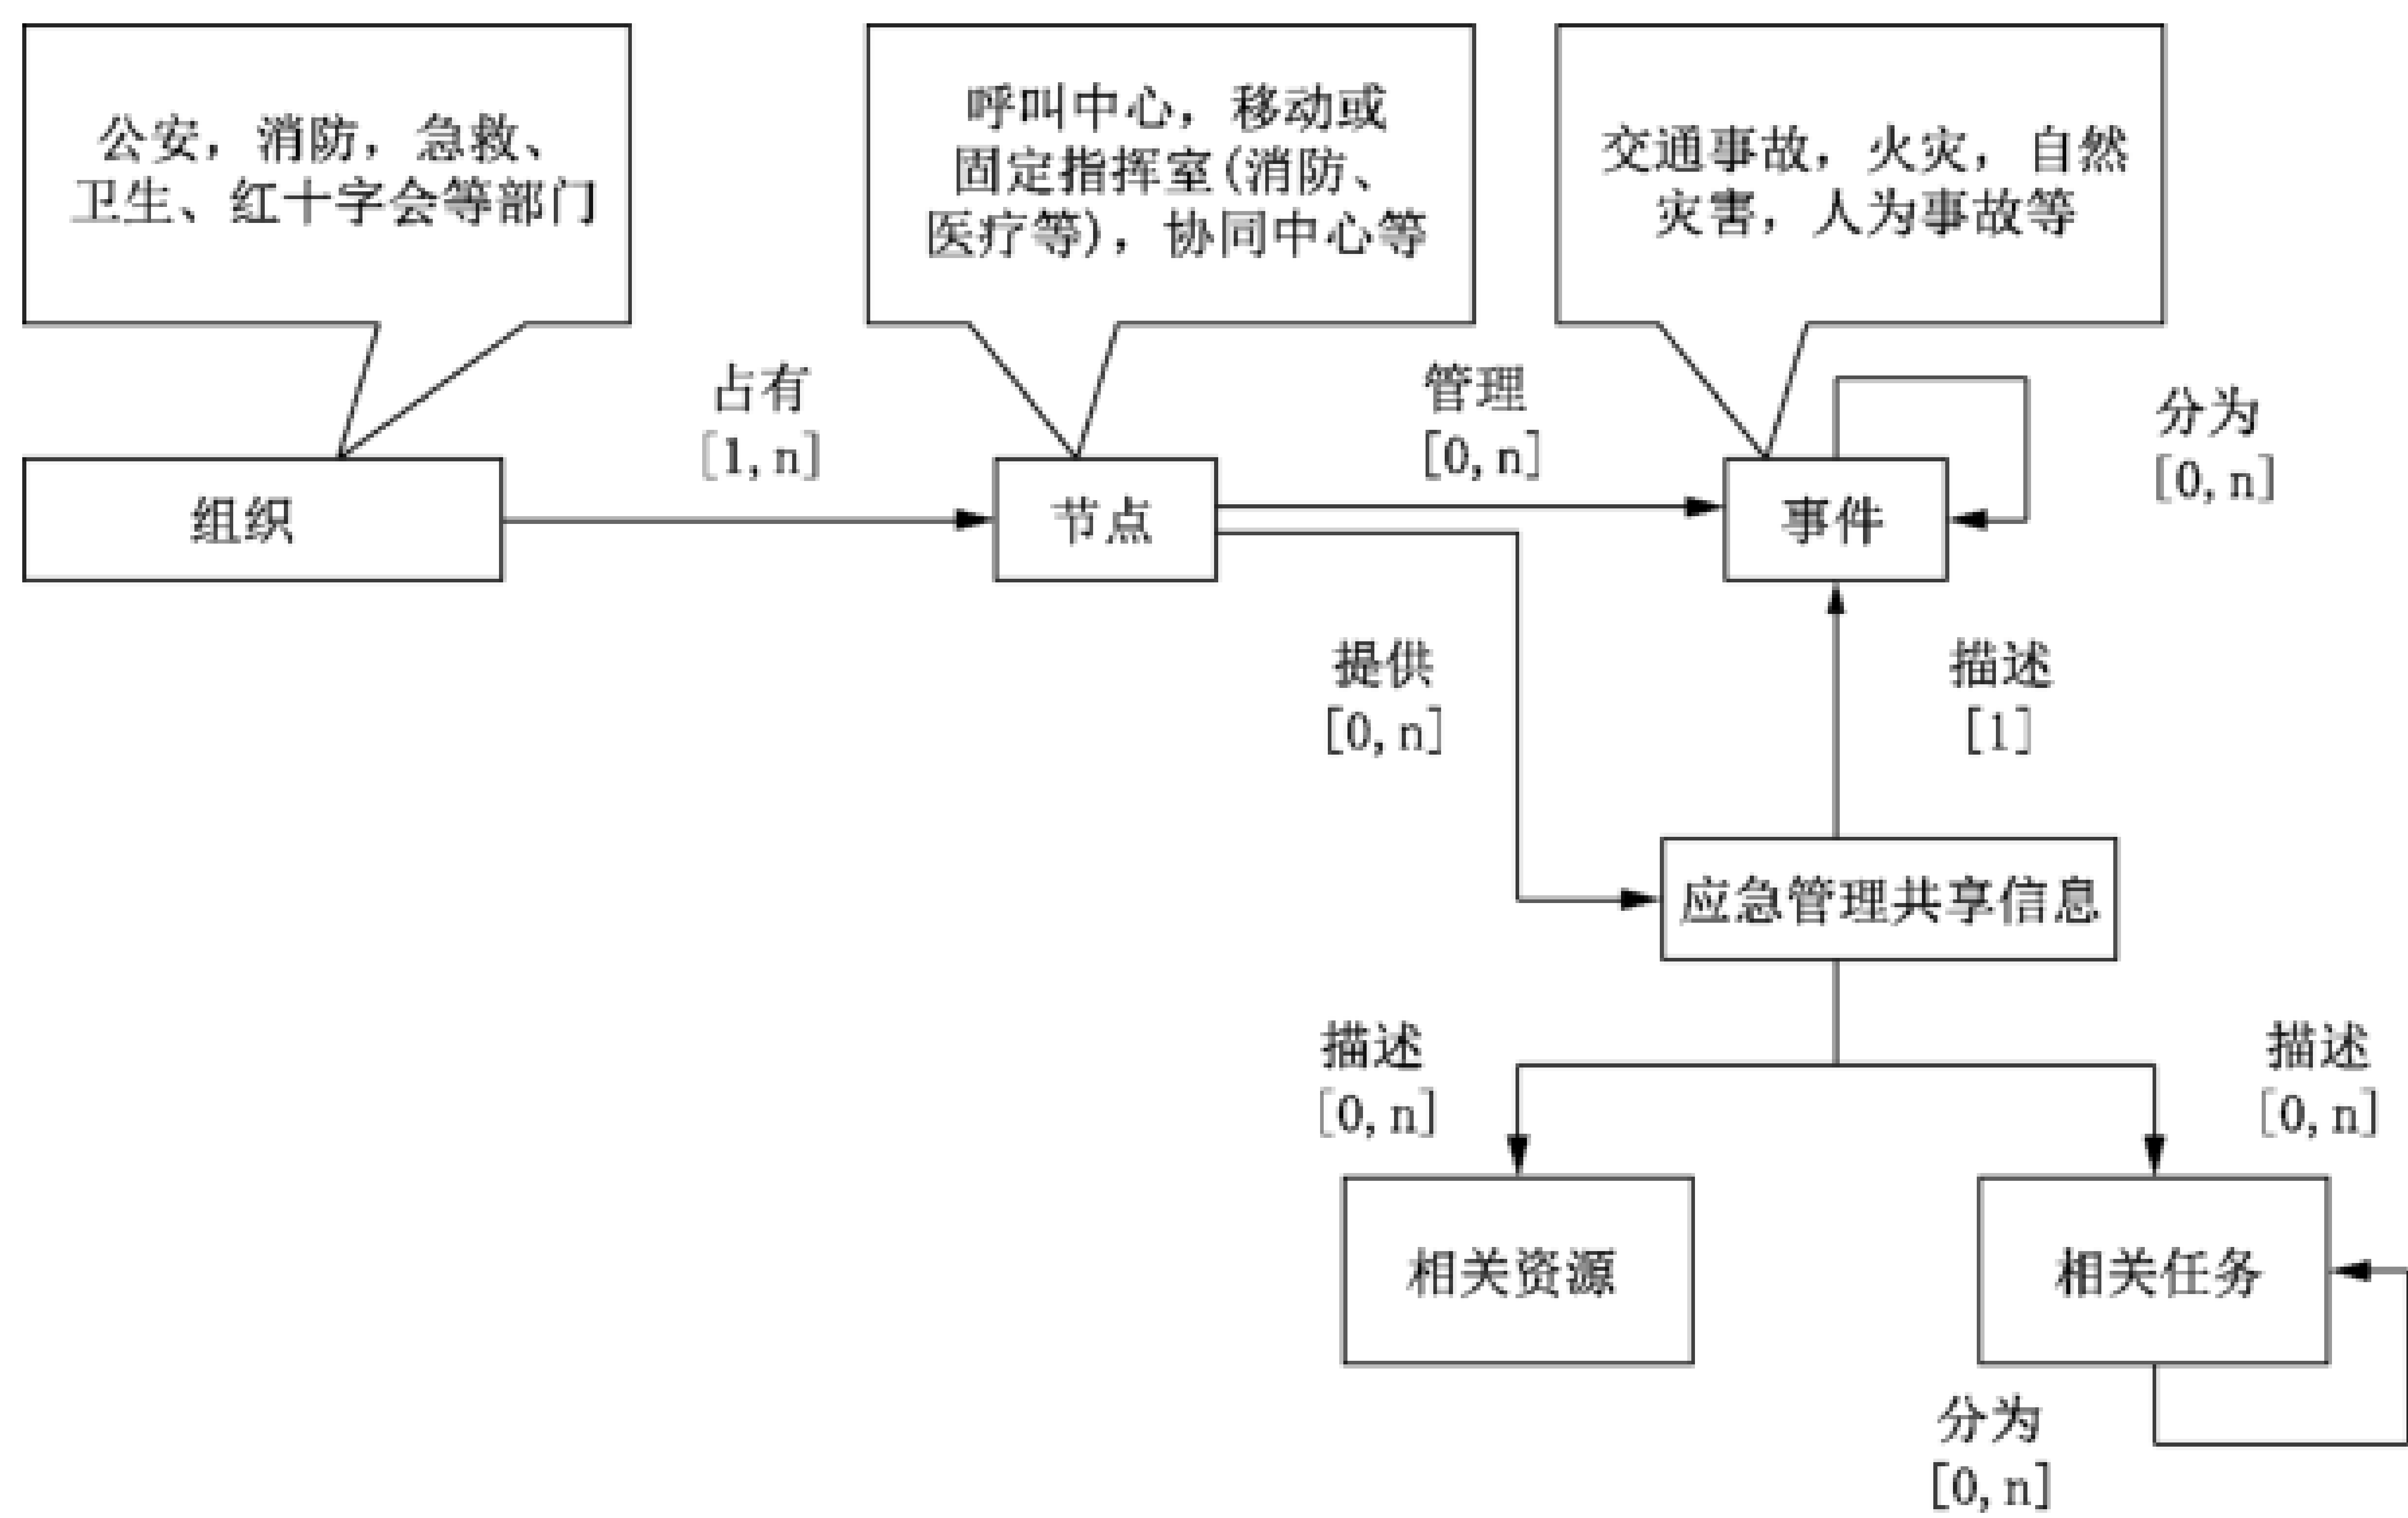 公安，消防，急救、
卫生、红十字会等部门
呼叫中心，移动或
固定指挥室(消防、
医疗等)，协同中心等
交通事故，火灾，自然
灾害，人为事故等
占有
[1,n]
管理
[0,n]
分为
[0,n]
组织
节点
事件
提供
[0,n]
描述
[1]
应急管理共享信息
描述
[0,n]
描述
[0,n]
相关资源
相关任务
分为
[0,n]